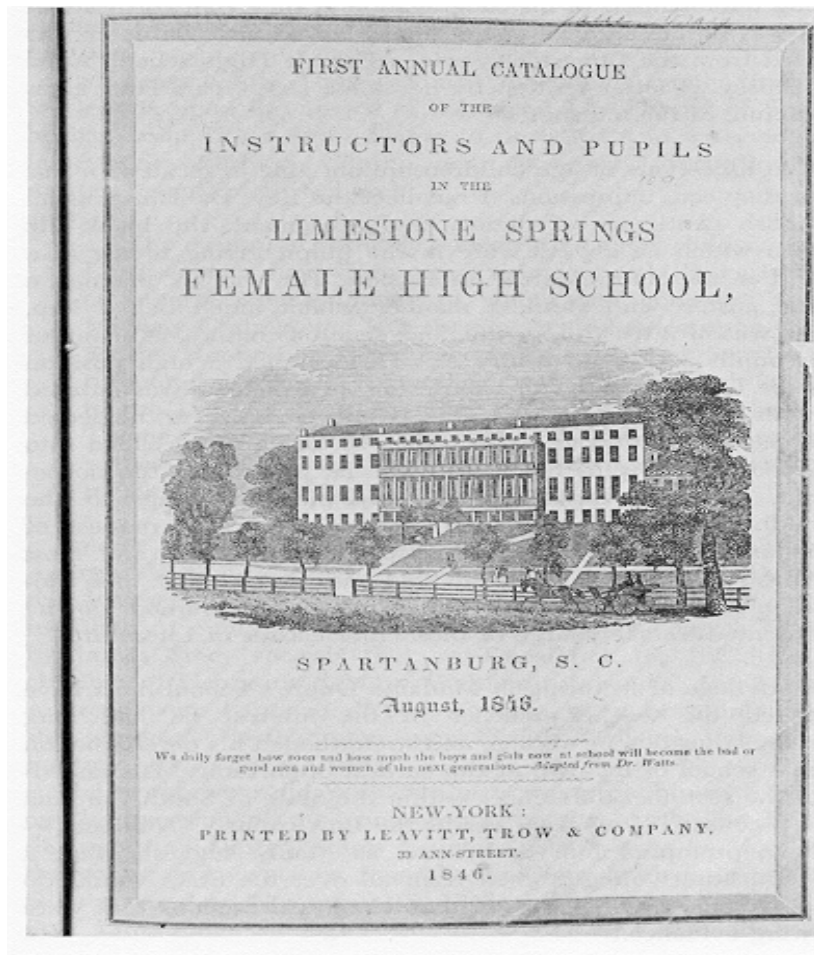 FIRST ANNUAL CATALOGUE
OF THE
INSTRUCTORS AND PUPILS
IN THE
LIMESTONE SPRINGS
FEMALE HIGH SCHOOL,
SPARTANBURG, S. C.
August, 1846.
We daily forget how soon and how much the boys and girls now at school will become the bad or
good men and women of the next generation.—Adapted from Dr. Watts.
NEW-YORK:
PRINTED BY LEAVITT, TROW & COMPANY,
33 ANN-STREET.
1846.